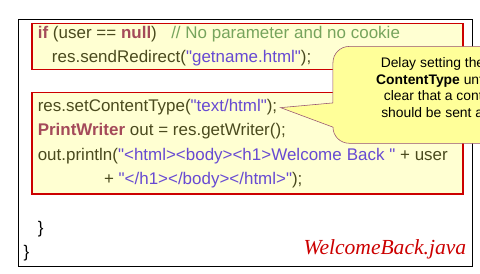 if (user == null)   // No parameter and no cookie
res.sendRedirect("getname.html");
Delay setting the
ContentType
clear that a
should be sent
res.setContentType("text/html");
PrintWriter out = res.getWriter();
out.println("<html><body><h1>Welcome Back " + user
+ "</h1></body></html>");
}
}
WelcomeBack.java